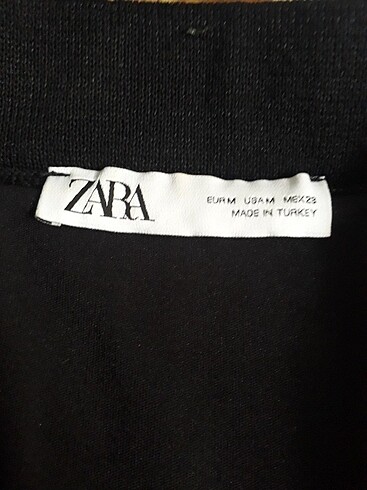 ZARA
EUR M USA M MEX 28
MADE IN TURKEY